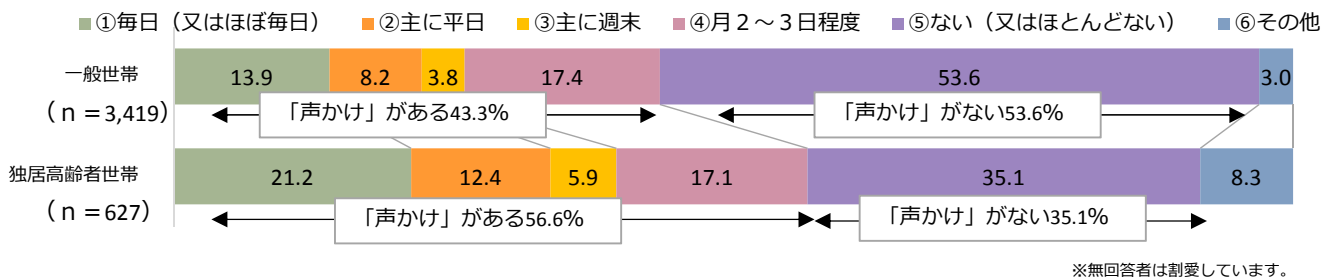 ■①毎日（又はほぼ毎日） ■②主に平日 ■③主に週末 ■④月２～３日程度 ■⑤ない（又はほとんどない） ■⑥その他
一般世帯
（ｎ＝3,419）
13.9 8.2 3.8 17.4 53.6 3.0
「声かけ」がある43.3% 「声かけ」がない53.6%
独居高齢者世帯
（ｎ＝627）
21.2 12.4 5.9 17.1 35.1 8.3
「声かけ」がある56.6% 「声かけ」がない35.1%
※無回答者は割愛しています。